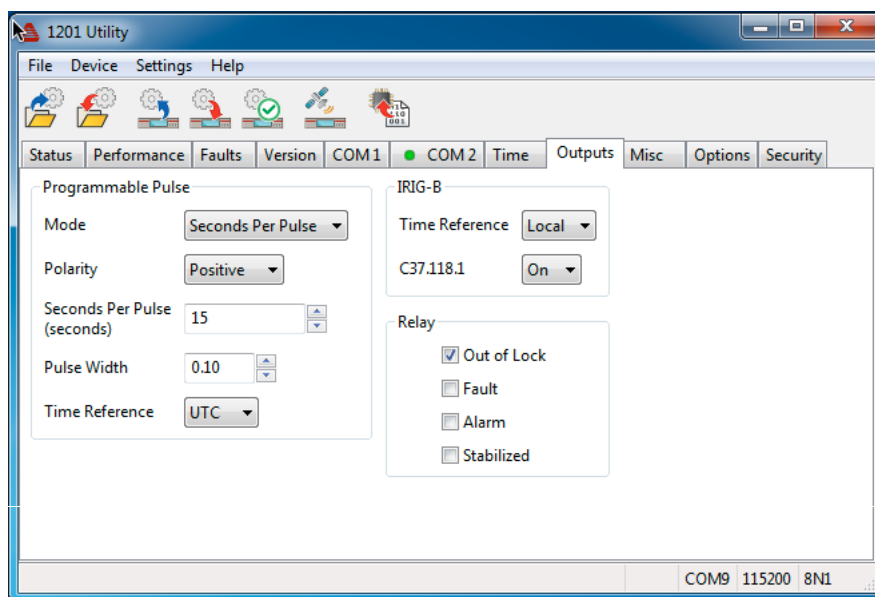 1201 Utility
File Device Settings Help
Status Performance Faults Version COM1 COM 2 Time Outputs Misc Options Security
Programmable Pulse
Mode Seconds Per Pulse
Polarity Positive
Seconds Per Pulse
(seconds) 15
Pulse Width 0.10
Time Reference UTC
IRIG-B
Time Reference Local
C37.118.1 On
Relay
Out of Lock
Fault
Alarm
Stabilized
COM9 115200 8N1